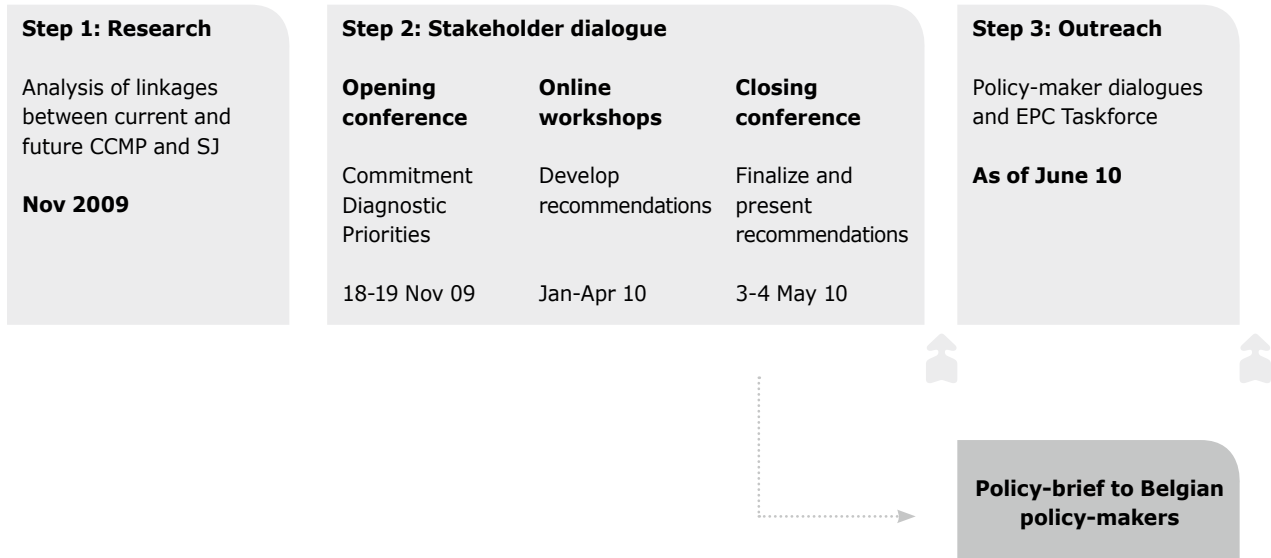 Step 1: Research
Analysis of linkages
between current and
future CCMP and SJ
Nov 2009
Step 2: Stakeholder dialogue
Opening
conference
Commitment
Diagnostic
Priorities
18-19 Nov 09
Online
workshops
Develop
recommendations
Jan-Apr 10
Closing
conference
Finalize and
present
recommendations
3-4 May 10
Step 3: Outreach
Policy-maker dialogues
and EPC Taskforce
As of June 10
Policy-brief to Belgian
policy-makers